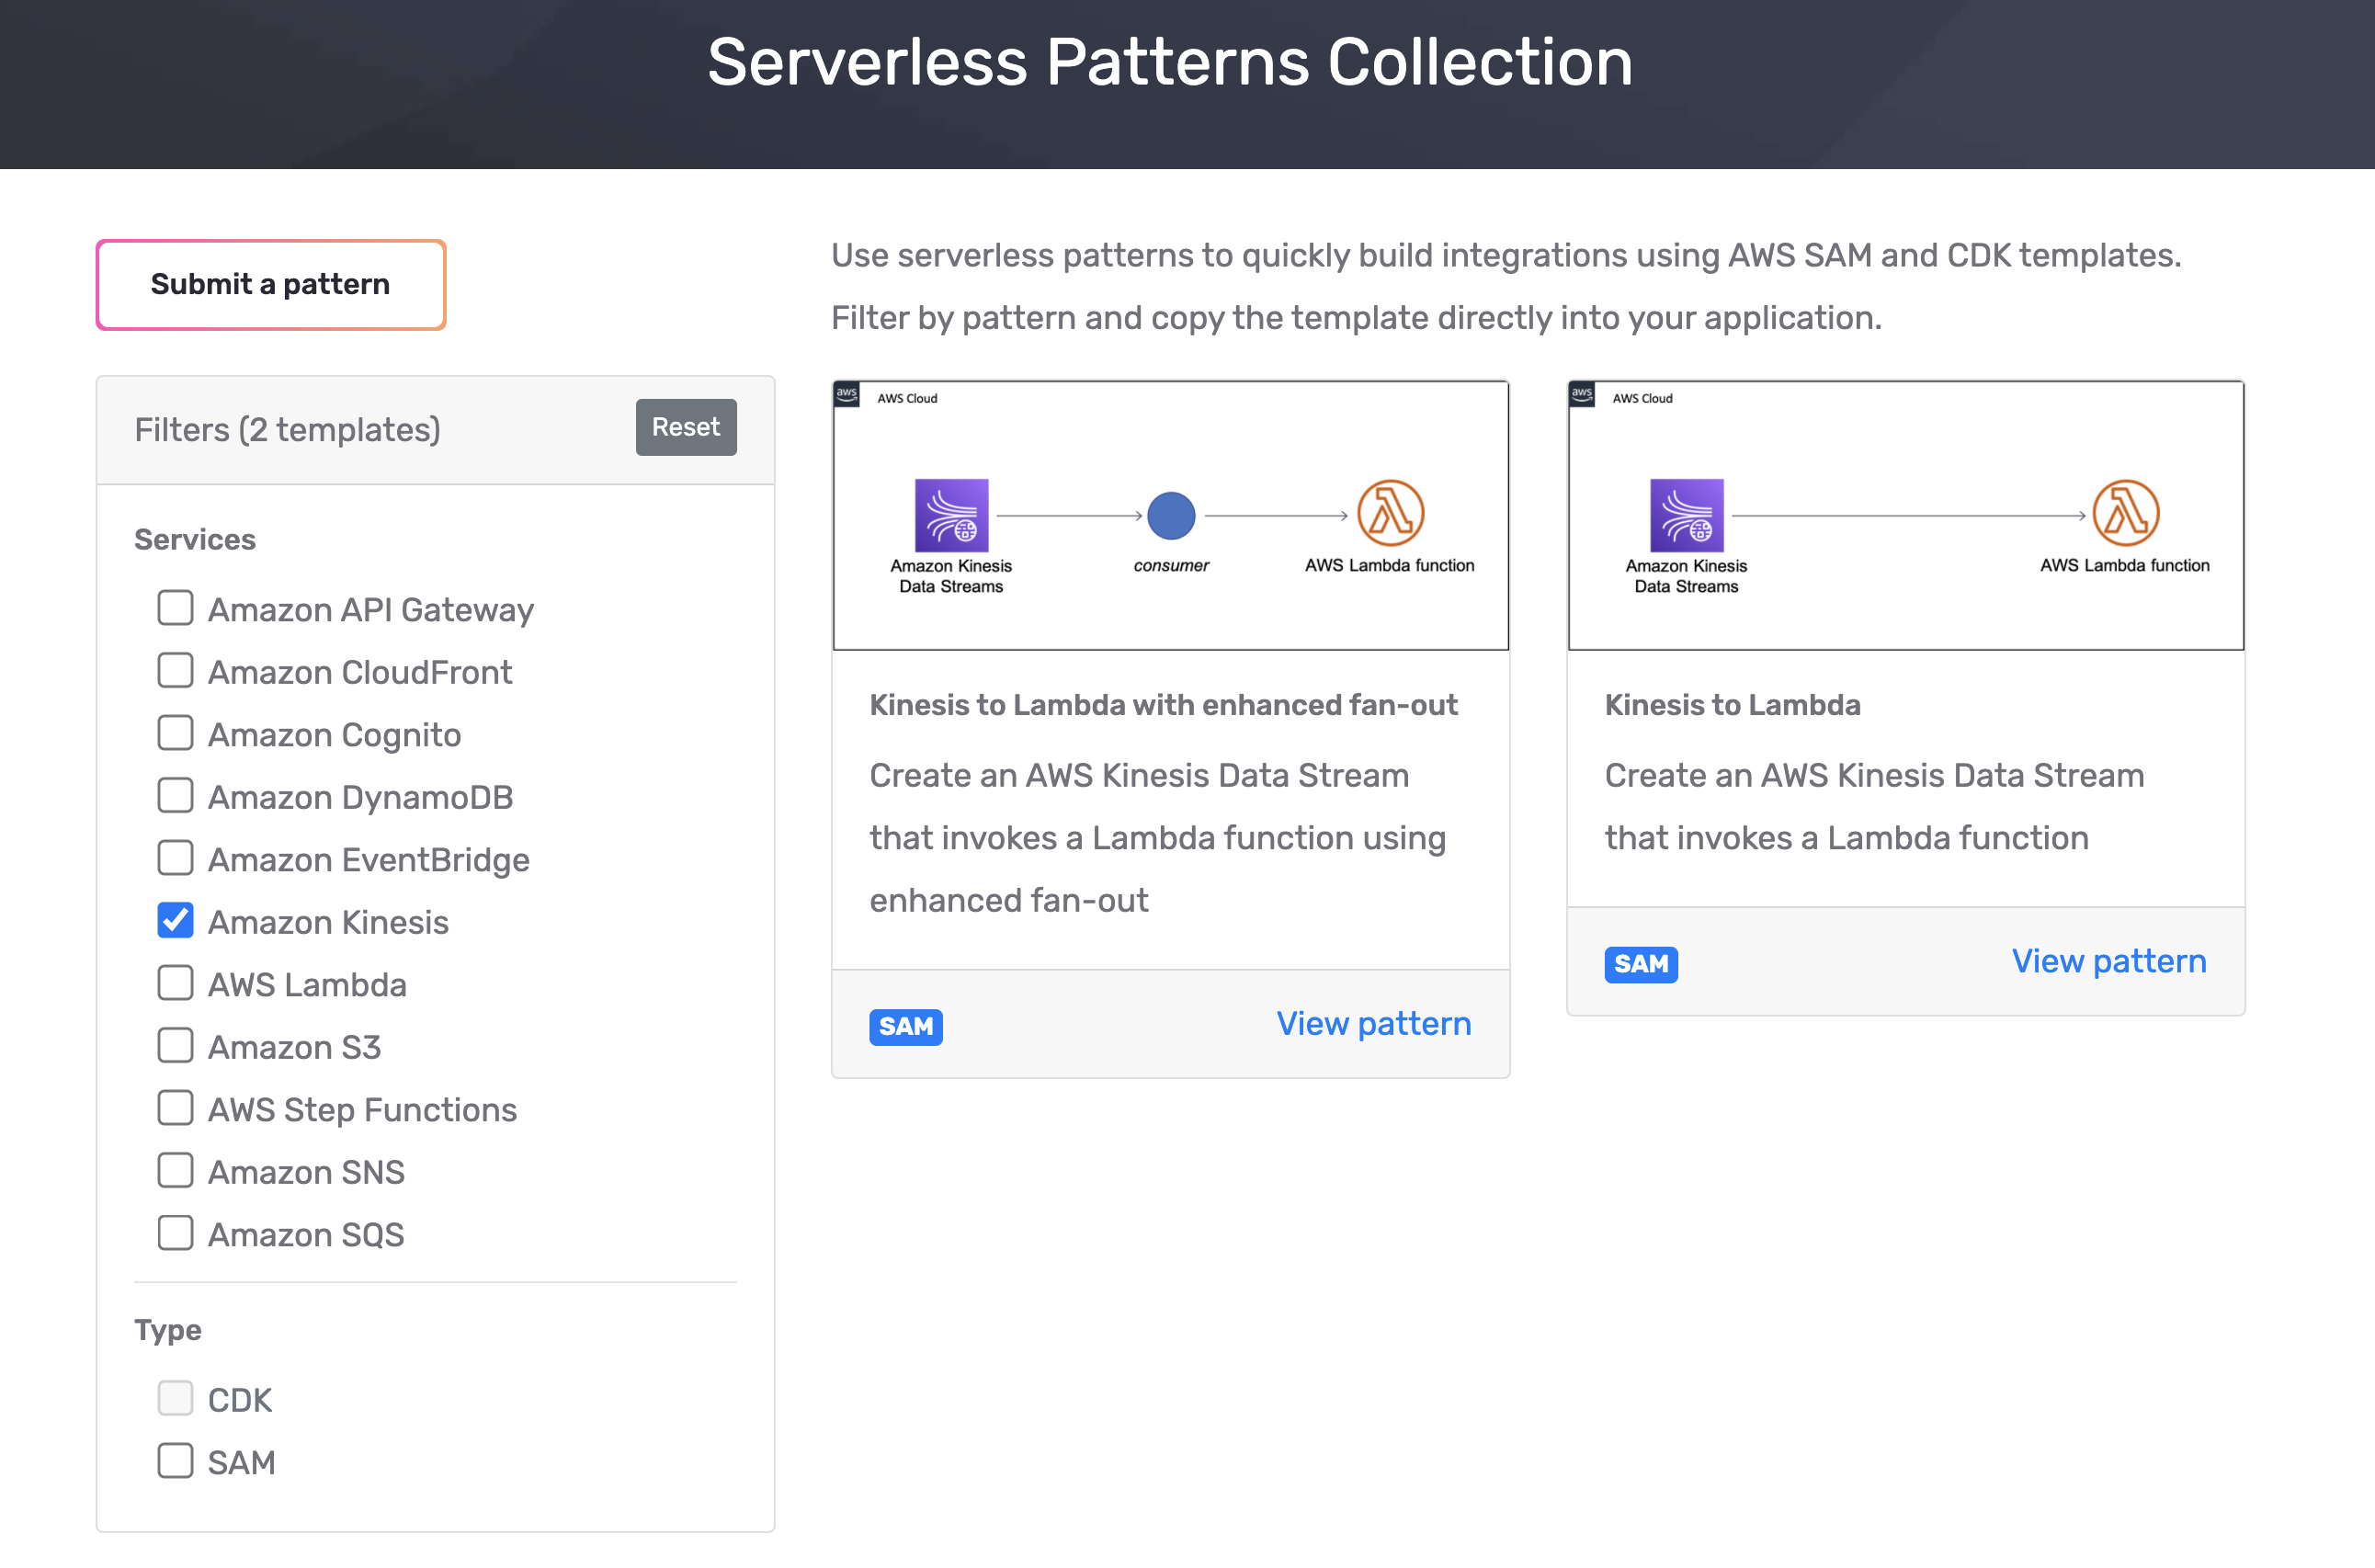 Serverless Patterns Collection
Submit a pattern
Use serverless patterns to quickly build integrations using AWS SAM and CDK templates.
Filter by pattern and copy the template directly into your application.
Filters (2 templates)
Reset
Services
Amazon API Gateway
Amazon CloudFront
Amazon Cognito
Amazon DynamoDB
Amazon EventBridge
Amazon Kinesis
AWS Lambda
Amazon S3
AWS Step Functions
Amazon SNS
Amazon SQS
Type
CDK
SAM
aws
AWS Cloud
Amazon Kinesis
Data Streams
consumer
AWS Lambda function
Kinesis to Lambda with enhanced fan-out
Create an AWS Kinesis Data Stream
that invokes a Lambda function using
enhanced fan-out
SAM
View pattern
aws
AWS Cloud
Amazon Kinesis
Data Streams
AWS Lambda function
Kinesis to Lambda
Create an AWS Kinesis Data Stream
that invokes a Lambda function
SAM
View pattern